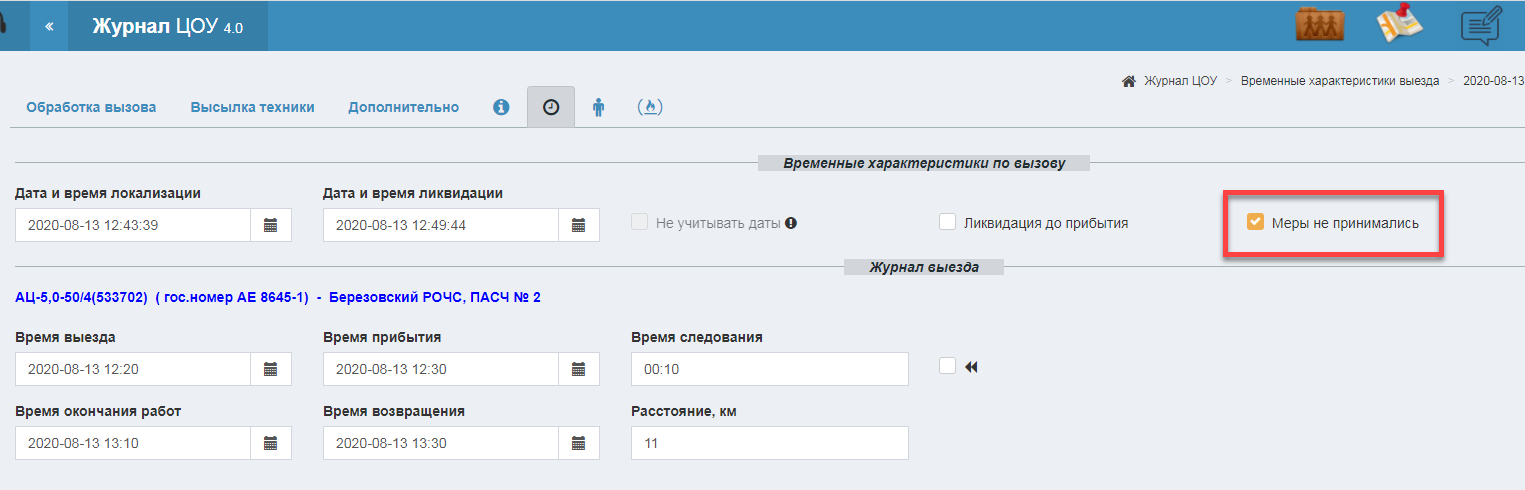 « Журнал ЦОУ 4.0
Журнал ЦОУ > Временные характеристики выезда > 2020-08-13
Обработка вызова Высылка техники Дополнительно
Временные характеристики по вызову
Дата и время локализации Дата и время ликвидации
2020-08-13 12:43:39 2020-08-13 12:49:44 Не учитывать даты Ликвидация до прибытия Меры не принимались
Журнал выезда
АЦ-5,0-50/4(533702) ( гос.номер АЕ 8645-1) - Березовский РОЧС, ПАСЧ № 2
Время выезда Время прибытия Время следования
2020-08-13 12:20 2020-08-13 12:30 00:10
Время окончания работ Время возвращения Расстояние, км
2020-08-13 13:10 2020-08-13 13:30 11